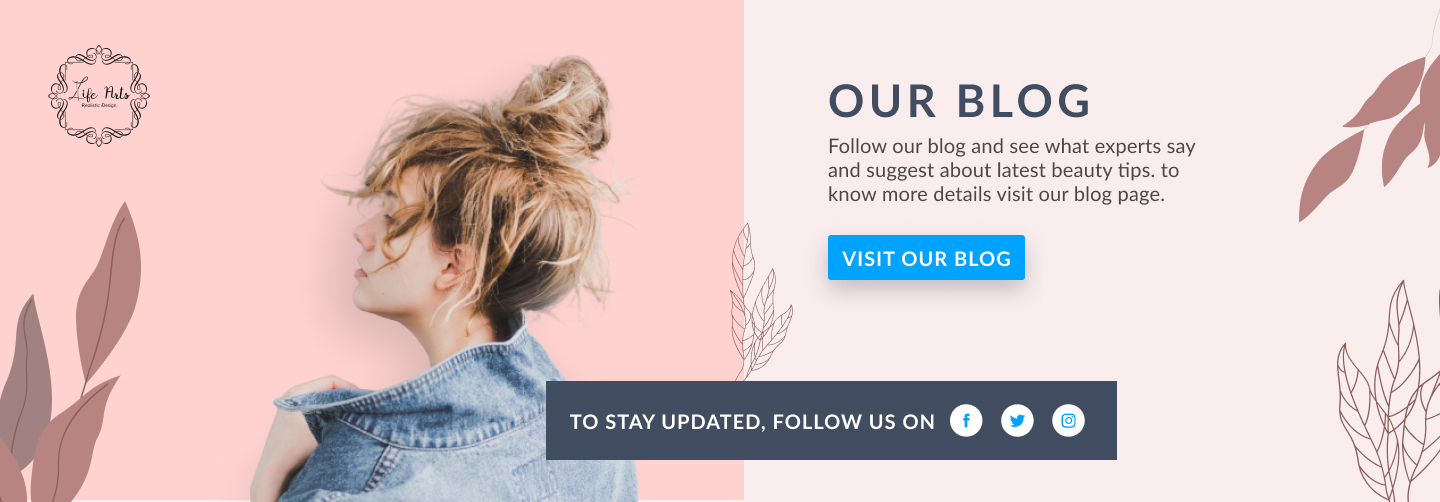 Life Arts
Realistic Design
OUR BLOG
Follow our blog and see what experts say
and suggest about latest beauty tips. to
know more details visit our blog page.
VISIT OUR BLOG
TO STAY UPDATED, FOLLOW US ON